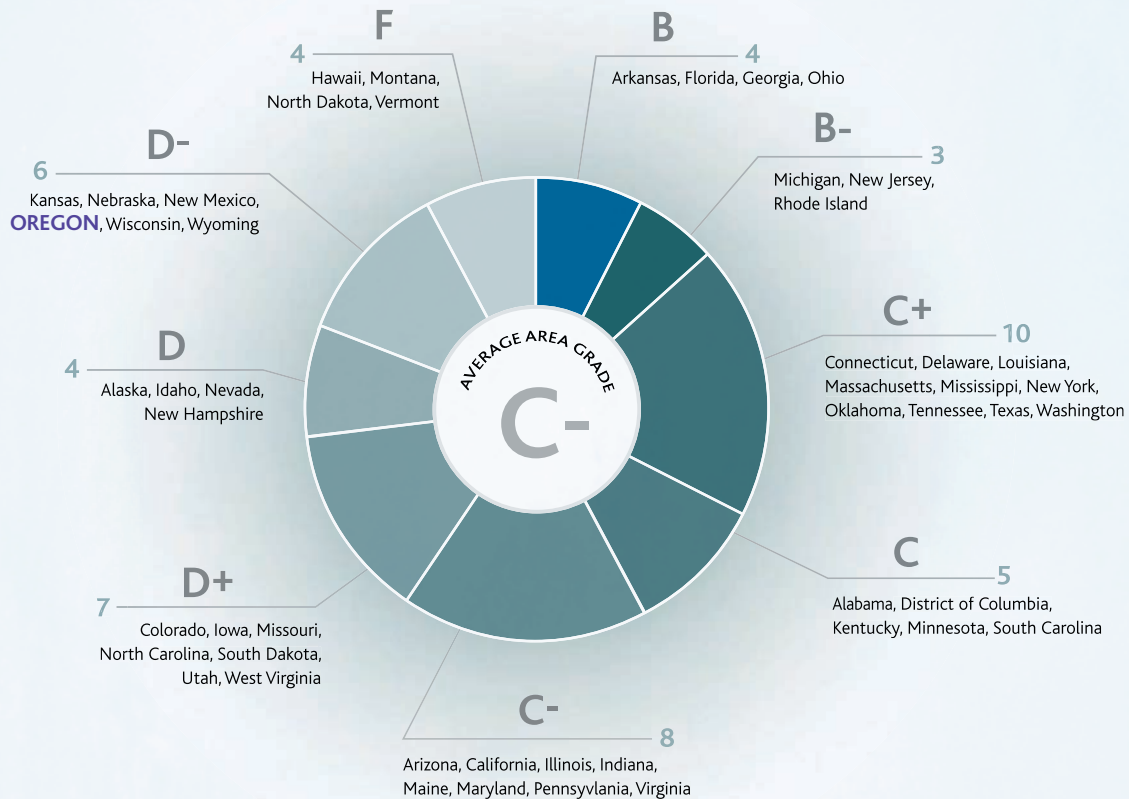 F
4
Hawaii, Montana,
North Dakota, Vermont
B
4
Arkansas, Florida, Georgia, Ohio
B-
3
Michigan, New Jersey,
Rhode Island
C+
10
Connecticut, Delaware, Louisiana,
Massachusetts, Mississippi, New York,
Oklahoma, Tennessee, Texas, Washington
C
5
Alabama, District of Columbia,
Kentucky, Minnesota, South Carolina
C-
8
Arizona, California, Illinois, Indiana,
Maine, Maryland, Pennsyvlania, Virginia
D+
7
Colorado, Iowa, Missouri,
North Carolina, South Dakota,
Utah, West Virginia
D
4
Alaska, Idaho, Nevada,
New Hampshire
D-
6
Kansas, Nebraska, New Mexico,
OREGON, Wisconsin, Wyoming
AVERAGE AREA GRADE
C-